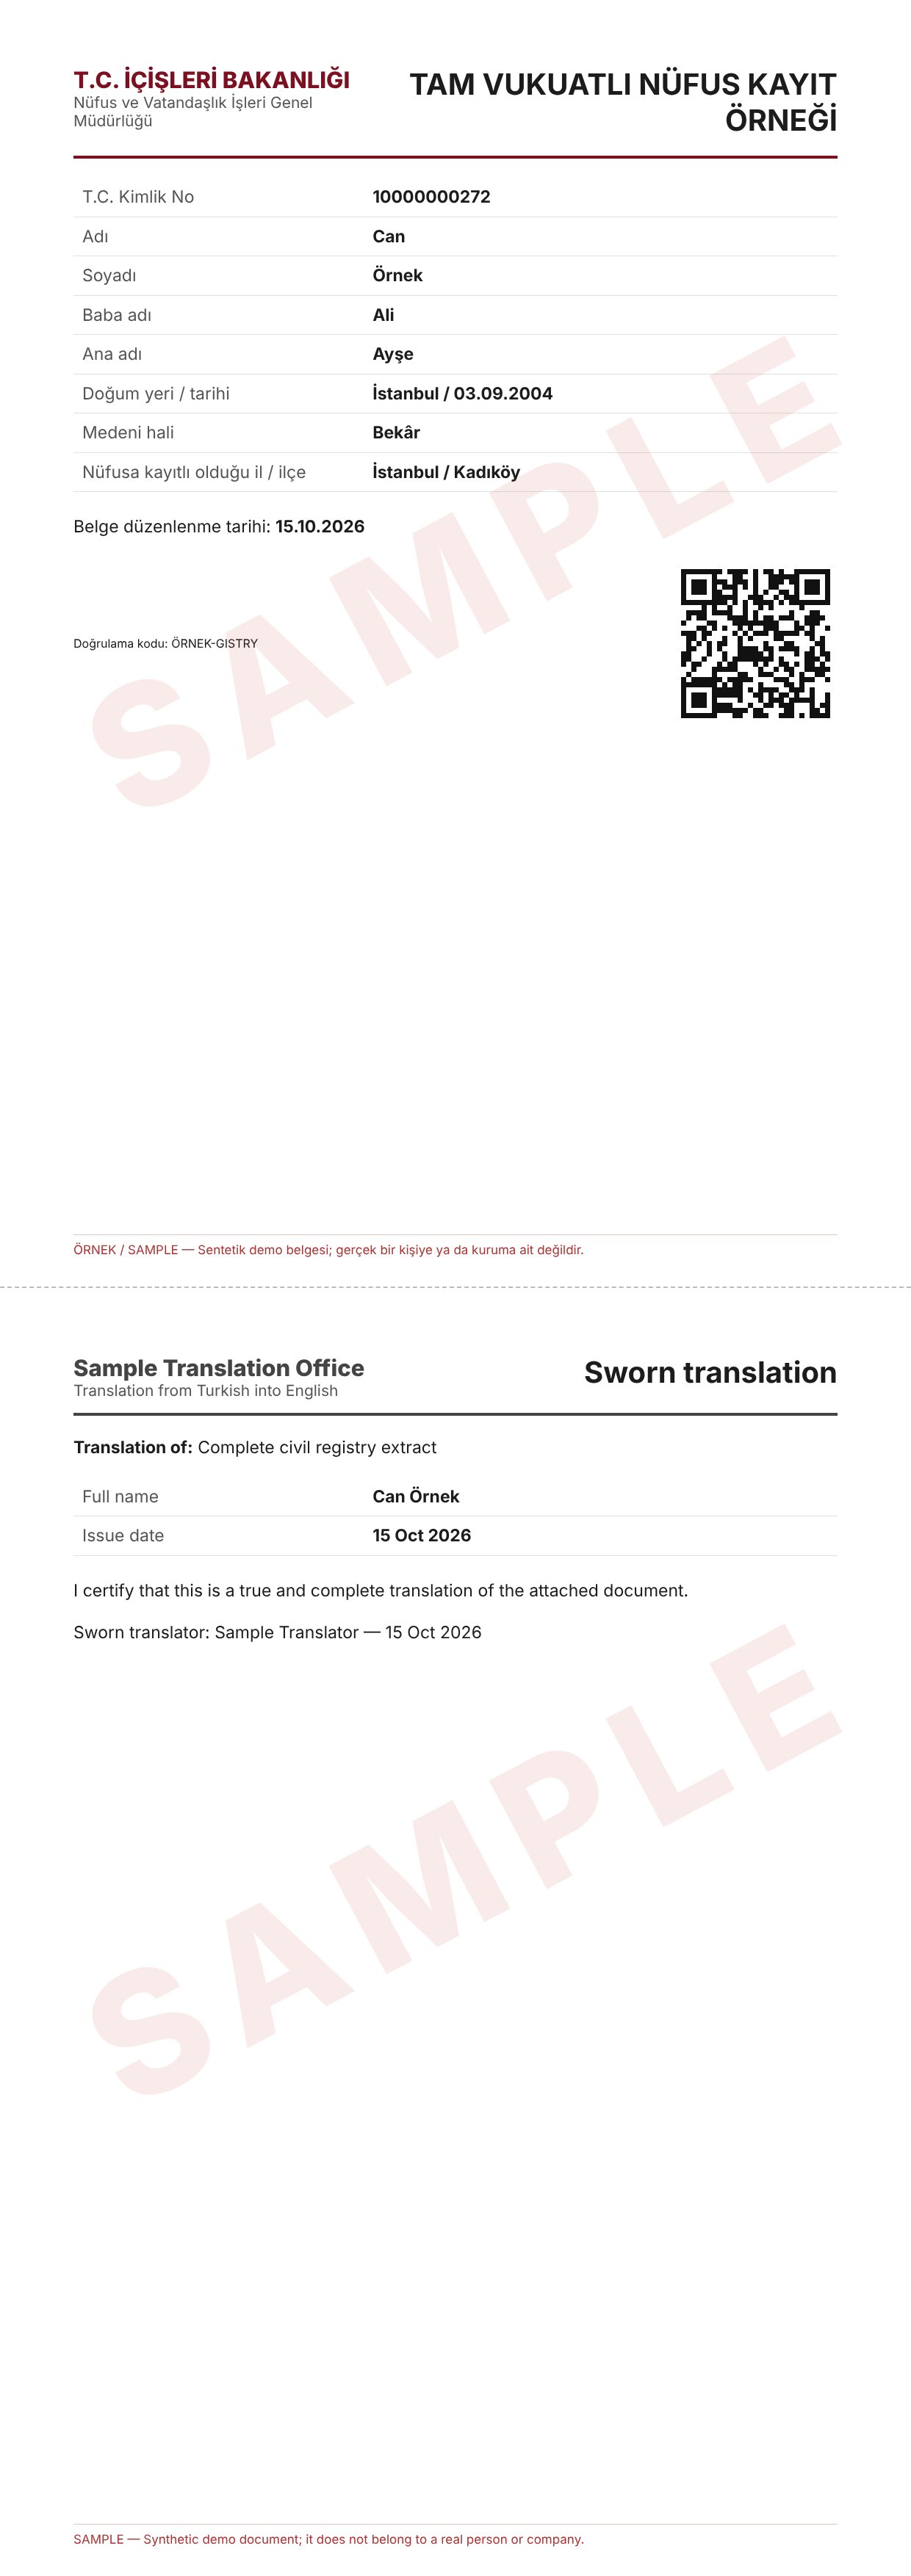 T.C. İÇİŞLERİ BAKANLIĞI
Nüfus ve Vatandaşlık İşleri Genel
Müdürlüğü
TAM VUKUATLI NÜFUS KAYIT
ÖRNEĞİ
T.C. Kimlik No 10000000272
Adı Can
Soyadı Örnek
Baba adı Ali
Ana adı Ayşe
Doğum yeri / tarihi İstanbul / 03.09.2004
Medeni hali Bekâr
Nüfusa kayıtlı olduğu il / ilçe İstanbul / Kadıköy
Belge düzenlenme tarihi: 15.10.2026
Doğrulama kodu: ÖRNEK-GISTRY
SAMPLE
ÖRNEK / SAMPLE — Sentetik demo belgesi; gerçek bir kişiye ya da kuruma ait değildir.
Sample Translation Office
Translation from Turkish into English
Sworn translation
Translation of: Complete civil registry extract
Full name Can Örnek
Issue date 15 Oct 2026
I certify that this is a true and complete translation of the attached document.
Sworn translator: Sample Translator — 15 Oct 2026
SAMPLE
SAMPLE — Synthetic demo document; it does not belong to a real person or company.